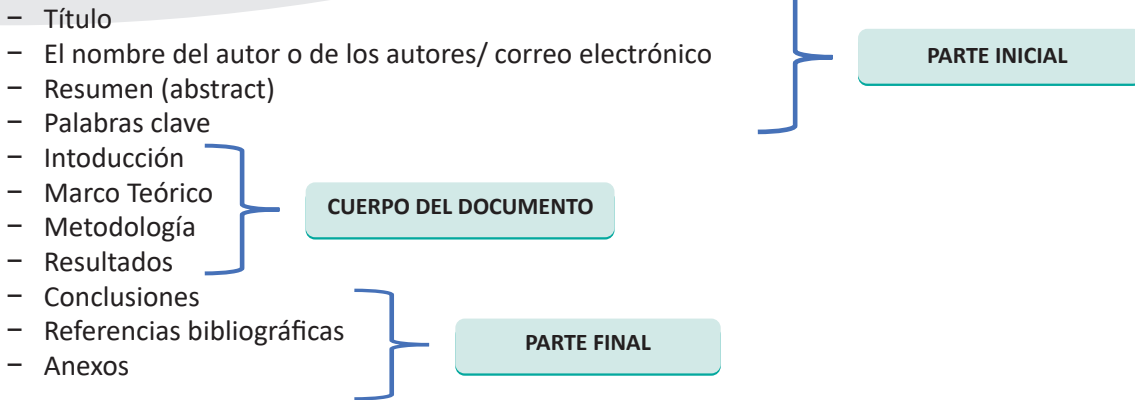 – Título
– El nombre del autor o de los autores/ correo electrónico
PARTE INICIAL
– Resumen (abstract)
– Palabras clave
– Intoducción
– Marco Teórico
CUERPO DEL DOCUMENTO
– Metodología
– Resultados
– Conclusiones
– Referencias bibliográficas
PARTE FINAL
– Anexos